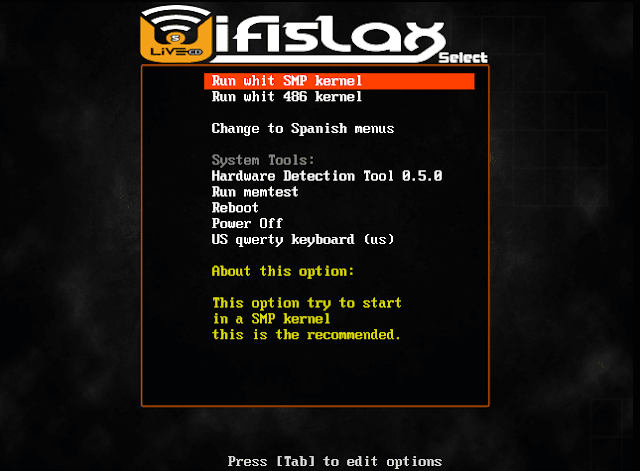 LiVECD
wifislax
Select
Run whit SMP kernel
Run whit 486 kernel
Change to Spanish menus
System Tools:
Hardware Detection Tool 0.5.0
Run memtest
Reboot
Power Off
US qwerty keyboard (us)
About this option:
This option try to start
in a SMP kernel
this is the recommended.
Press [Tab] to edit options